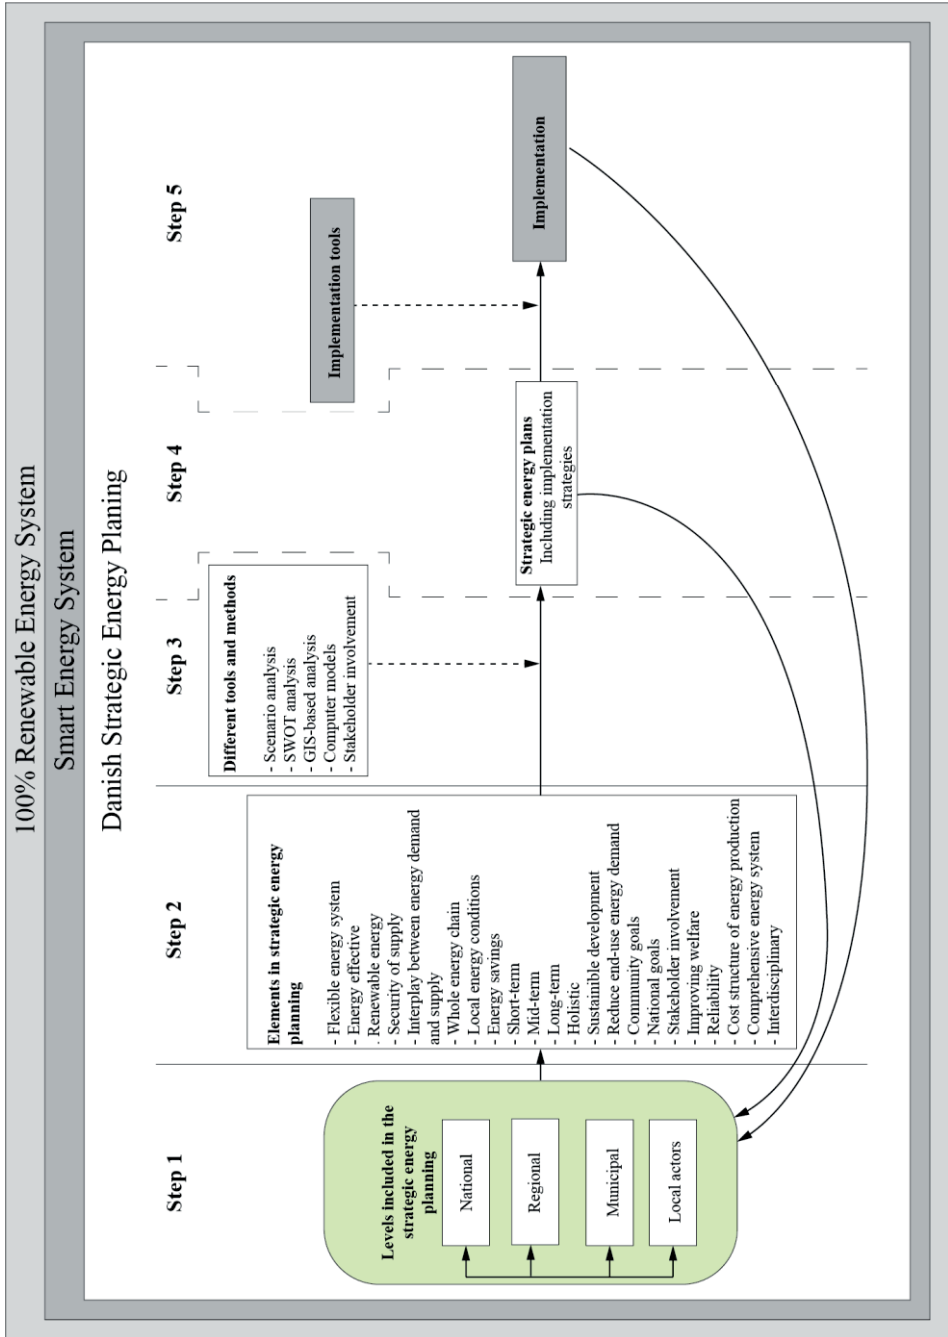 100% Renewable Energy System
Smart Energy System
Danish Strategic Energy Planing
Step 1
Step 2
Step 3
Step 4
Step 5
Levels included in the
strategic energy
planning
National
Regional
Municipal
Local actors
Elements in strategic energy
planning
- Flexible energy system
- Energy effective
. Renewable energy
- Security of supply
- Interplay between energy demand
and supply
- Whole energy chain
- Local energy conditions
- Energy savings
- Short-term
- Mid-term
- Long-term
- Holistic
- Sustainible development
- Reduce end-use energy demand
- Community goals
- National goals
- Stakeholder involvement
- Improving welfare
- Reliability
- Cost structure of energy production
- Comprehensive energy system
- Interdisciplinary
Different tools and methods
- Scenario analysis
- SWOT analysis
- GIS-based analysis
- Computer models
- Stakeholder involvement
Strategic energy plans
Including implementation
strategies
Implementation tools
Implementation